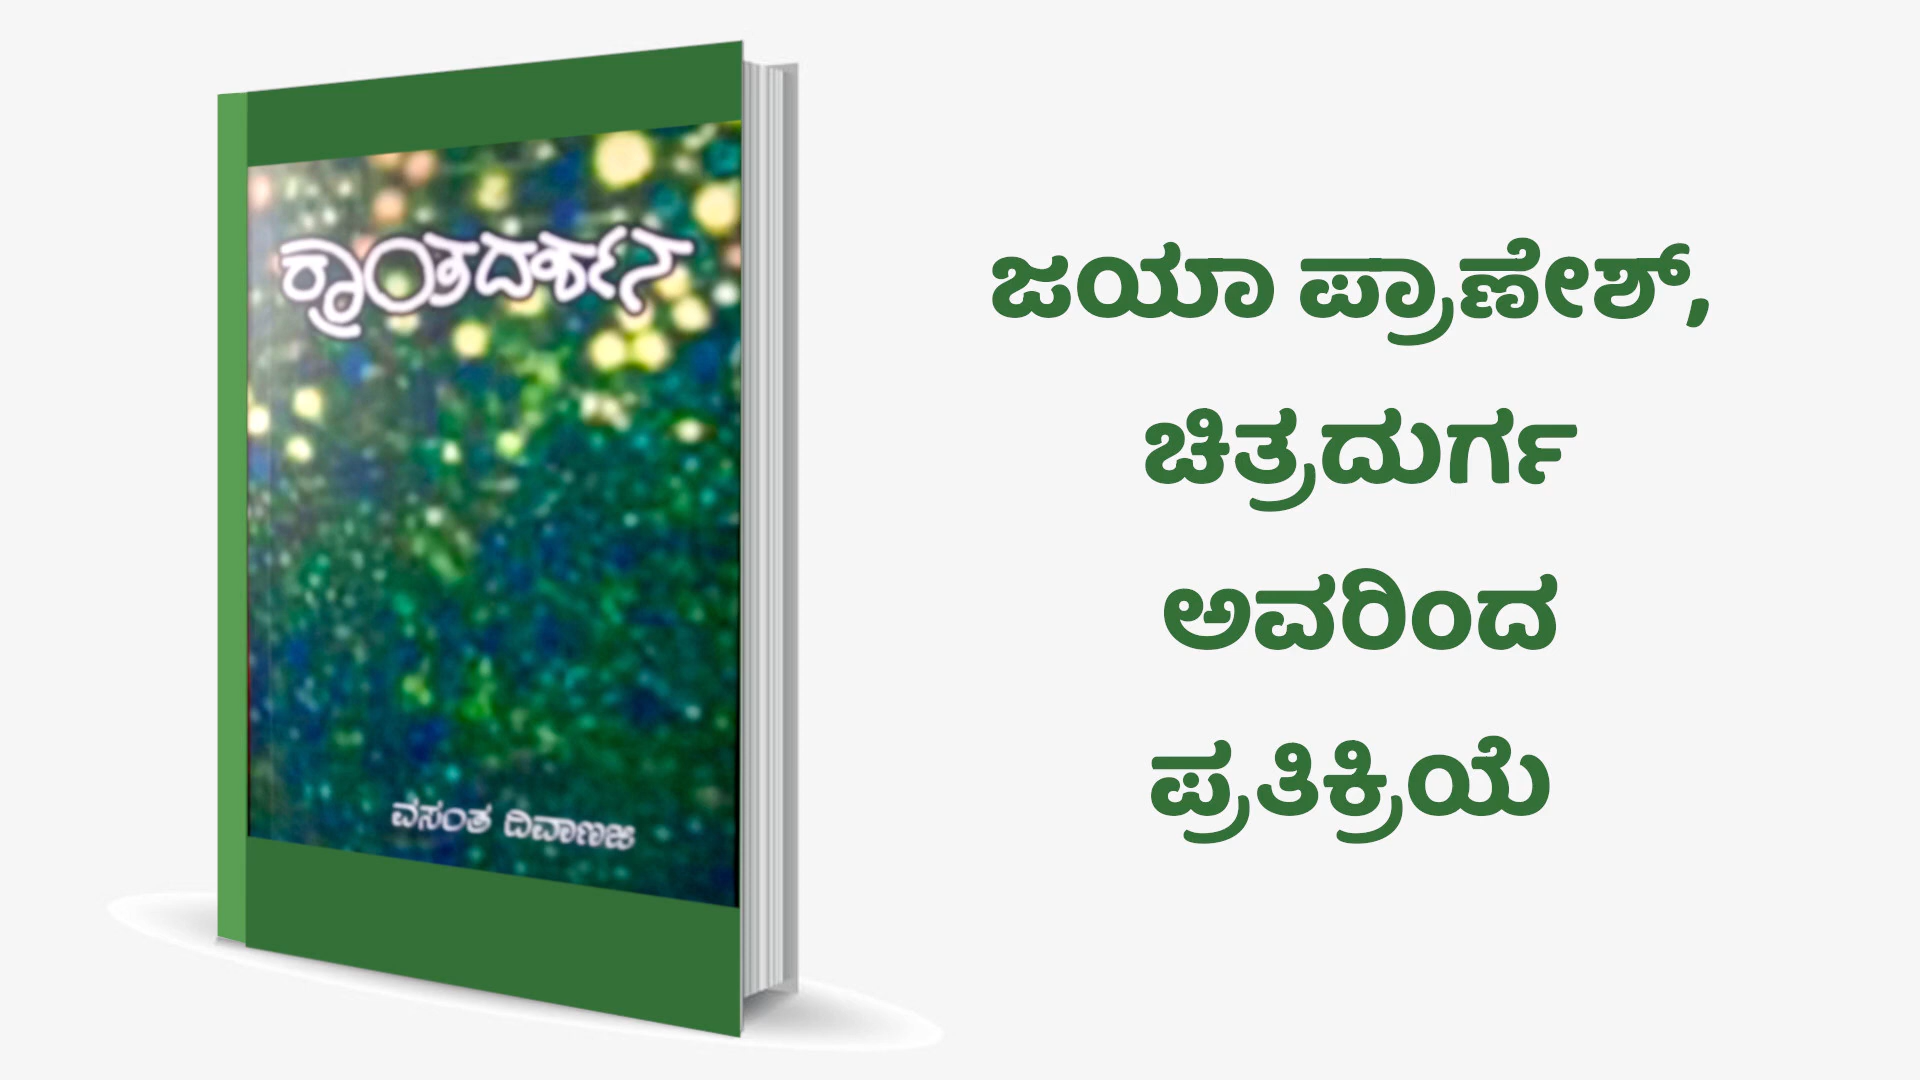 ಕ್ರಾಂತದರ್ಶನ
ವಸಂತ ದಿವಾಣಜಿ
ಜಯಾ ಪ್ರಾಣೇಶ್,
ಚಿತ್ರದುರ್ಗ
ಅವರಿಂದ
ಪ್ರತಿಕ್ರಿಯೆ